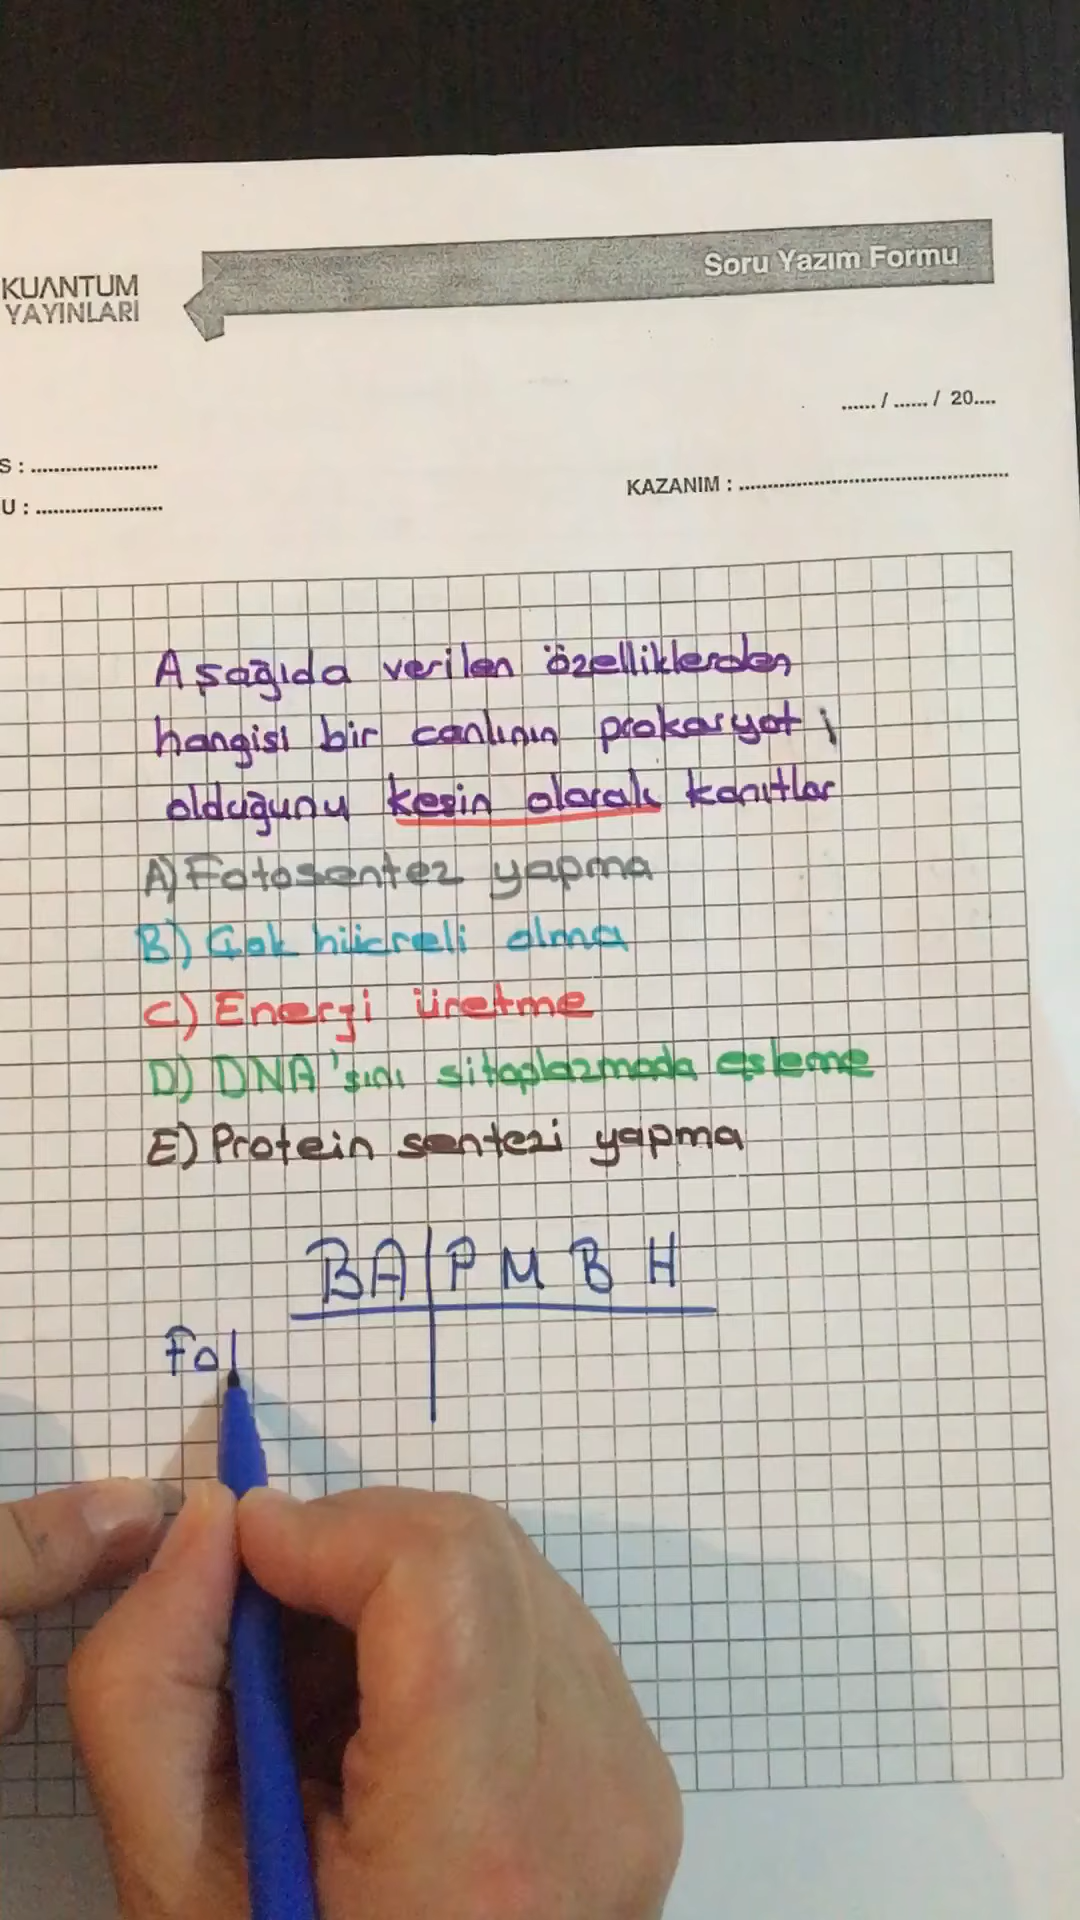 KUANTUM
YAYINLARI
Soru Yazım Formu
...... / ...... / 20....
S : ......................
U : ......................
KAZANIM : ................................................
Aşağıda verilen özelliklerden
hangisi bir canlının prokaryot
olduğunu kesin olarak kanıtlar
A) Fotosentez yapma
B) Çok hücreli olma
C) Enerji üretme
D) DNA'sını sitoplazmada eşleme
E) Protein sentezi yapma
BA P M B H
Fol